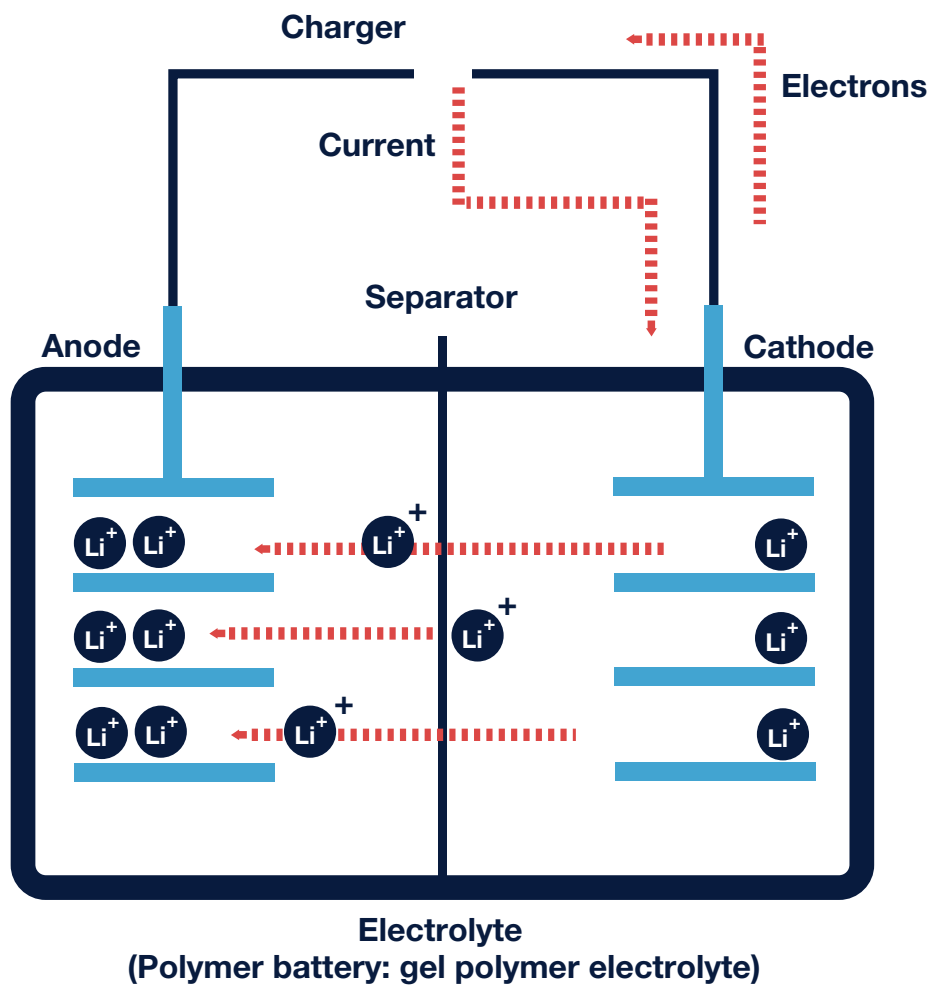 Charger
Electrons
Current
Separator
Anode
Cathode
Li+ Li+ Li+ Li+
Li+ Li+ Li+ Li+
Li+ Li+ Li+ Li+
+
+
+
Electrolyte
(Polymer battery: gel polymer electrolyte)